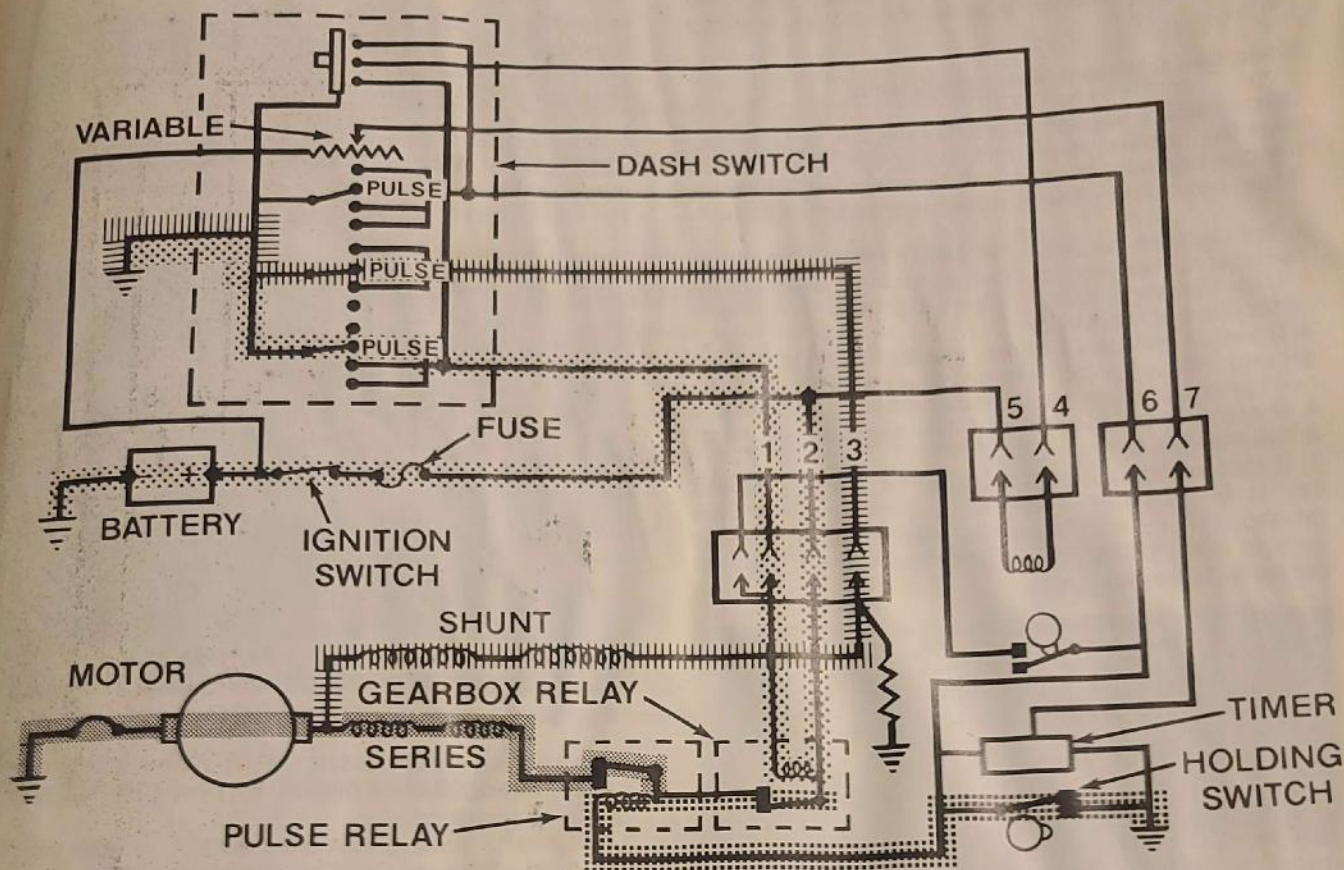 VARIABLE
DASH SWITCH
PULSE
PULSE
PULSE
FUSE
5 4 6 7
1 2 3
+
BATTERY
IGNITION
SWITCH
SHUNT
MOTOR
GEARBOX RELAY
SERIES
TIMER
HOLDING
SWITCH
PULSE RELAY